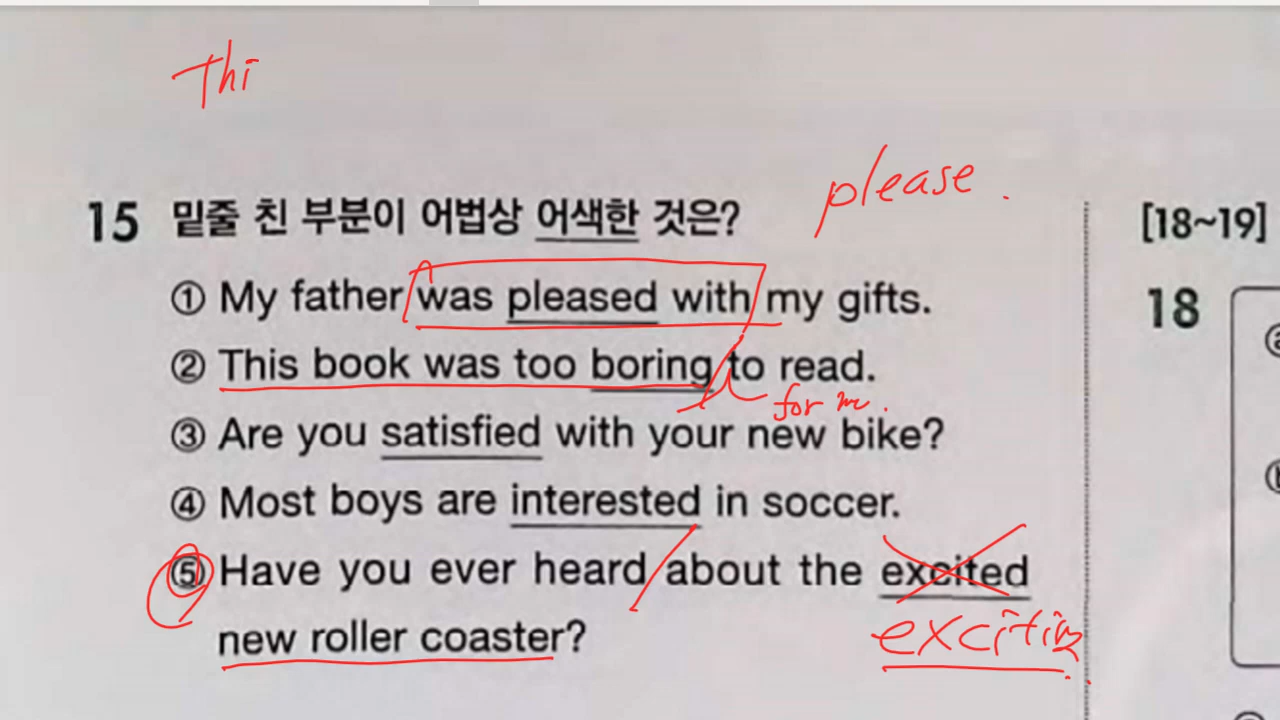 Thi
please.
15 밑줄 친 부분이 어법상 어색한 것은?
① My father was pleased with my gifts.
② This book was too boring to read.
for me.
③ Are you satisfied with your new bike?
④ Most boys are interested in soccer.
⑤ Have you ever heard about the excited
new roller coaster?
exciting
[18~19]
18